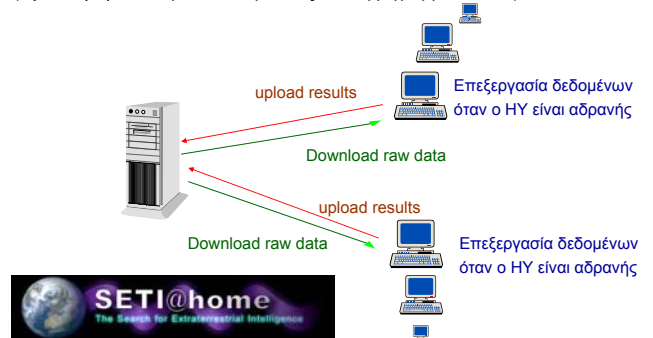 upload results
Επεξεργασία δεδομένων
όταν ο ΗΥ είναι αδρανής
Download raw data
upload results
Download raw data
Επεξεργασία δεδομένων
όταν ο ΗΥ είναι αδρανής
SETI@home
The Search for Extraterrestrial Intelligence